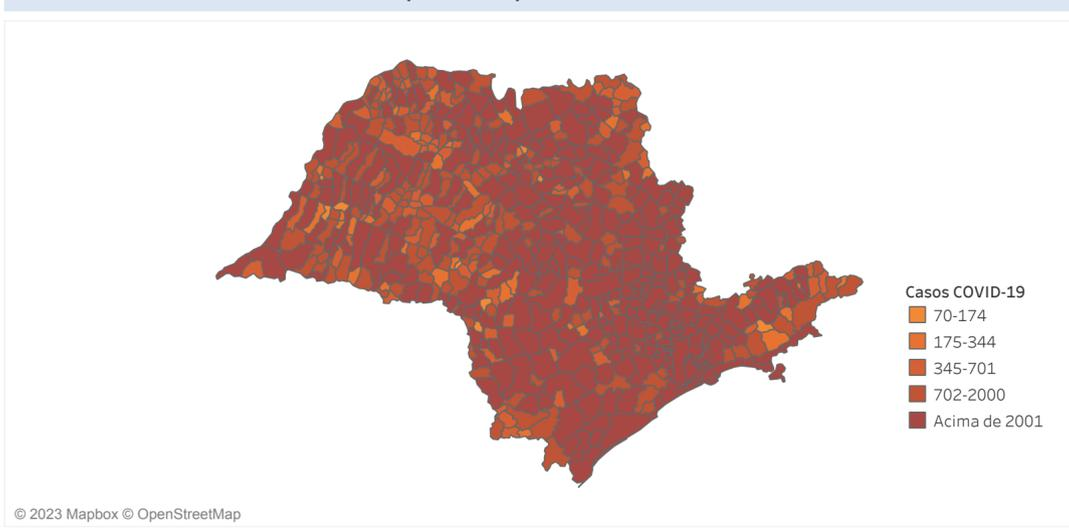 Casos COVID-19
70-174
175-344
345-701
702-2000
Acima de 2001
© 2023 Mapbox © OpenStreetMap